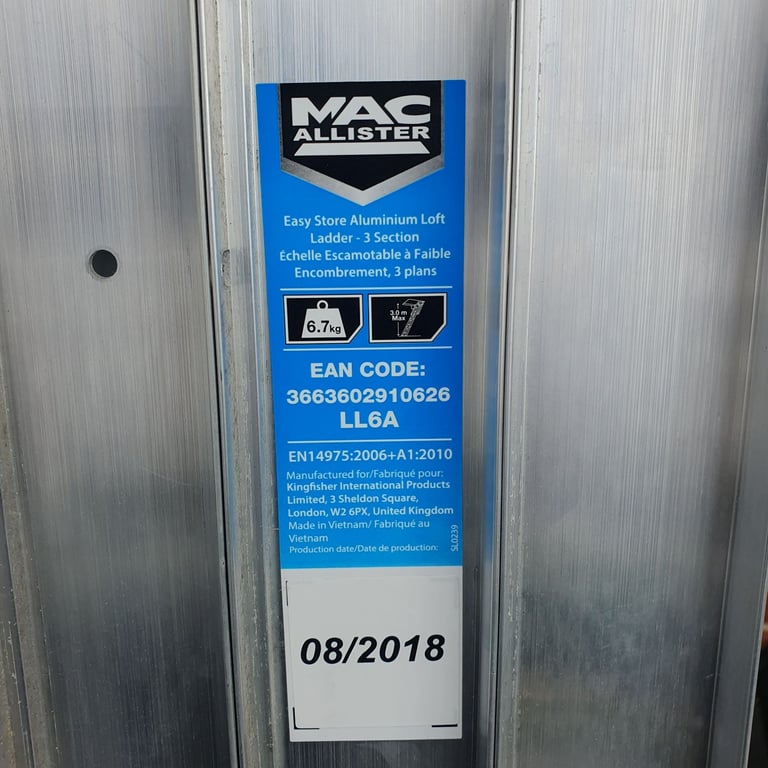 MAC
ALLISTER
Easy Store Aluminium Loft
Ladder - 3 Section
Échelle Escamotable à Faible
Encombrement, 3 plans
6.7kg
3.0 m
Max
EAN CODE:
3663602910626
LL6A
EN14975:2006+A1:2010
Manufactured for/Fabriqué pour:
Kingfisher International Products
Limited, 3 Sheldon Square,
London, W2 6PX, United Kingdom
Made in Vietnam/ Fabriqué au
Vietnam
Production date/Date de production:
SL0239
08/2018